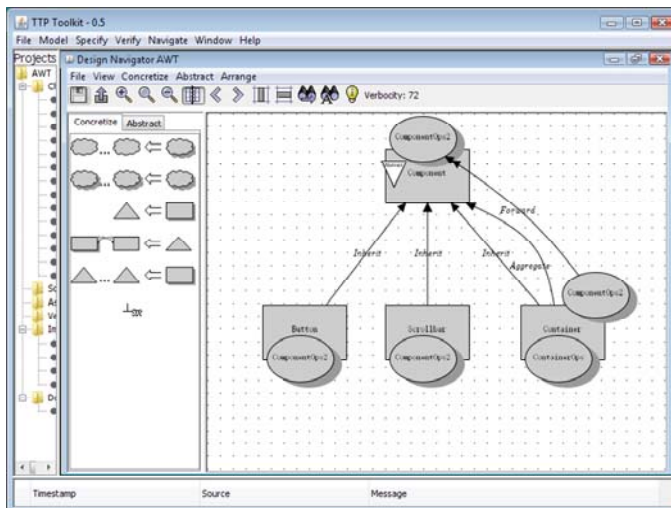 TTP Toolkit - 0.5
File Model Specify Verify Navigate Window Help
Projects
Design Navigator AWT
AWT
File View Concretize Abstract Arrange
Verbocity: 72
Concretize Abstract
ComponentOps2
Component
Forward
Inherit Inherit Inherit
Aggregate
ComponentOps2
Button Scrollbar Container
ComponentOps2 ComponentOps2 ContainerOps
Timestamp Source Message